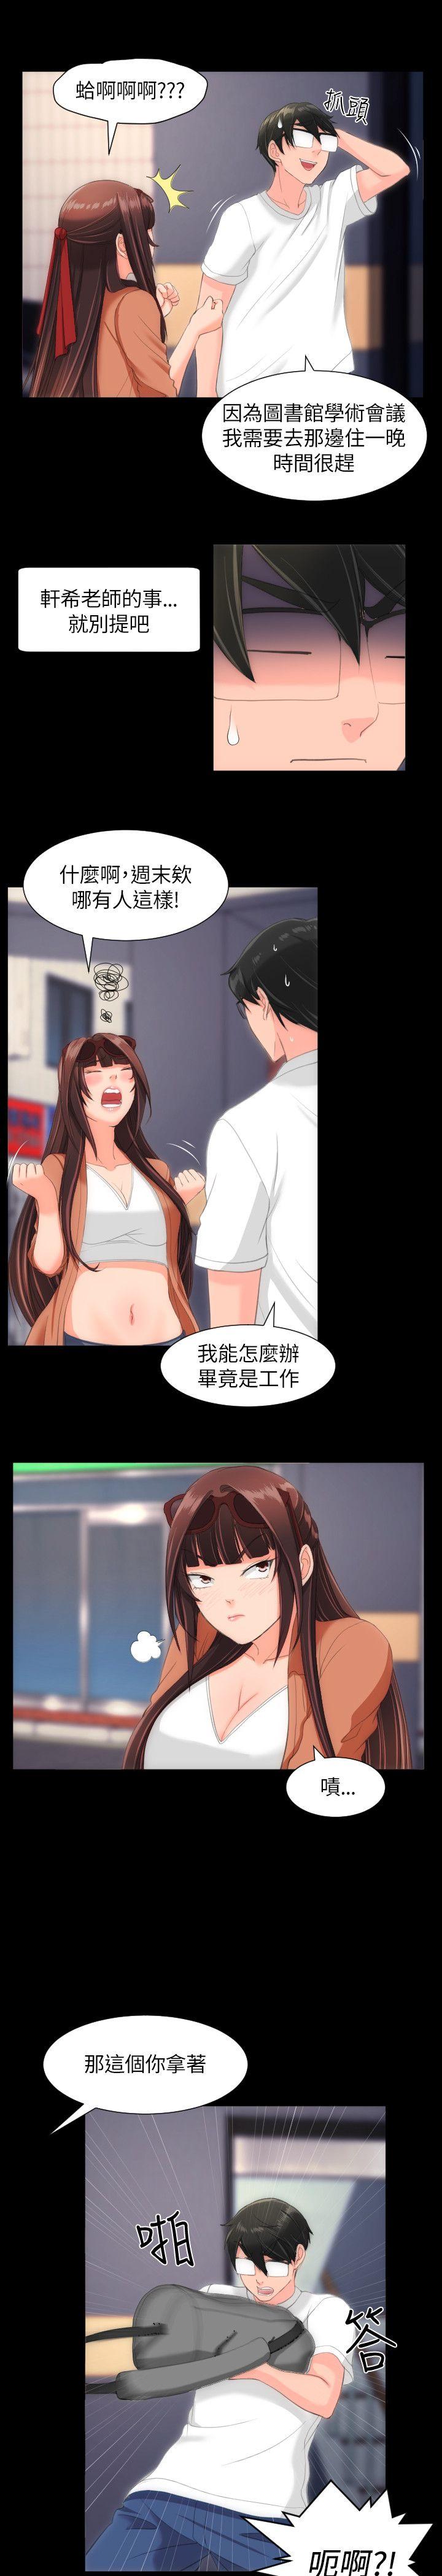 蛤啊啊啊???
抓頭
因為圖書館學術會議
我需要去那邊住一晚
時間很趕
軒希老師的事...
就別提吧
什麼啊,週末欸
哪有人這樣!
我能怎麼辦
畢竟是工作
嘖...
那這個你拿著
啪
答
呃啊?!